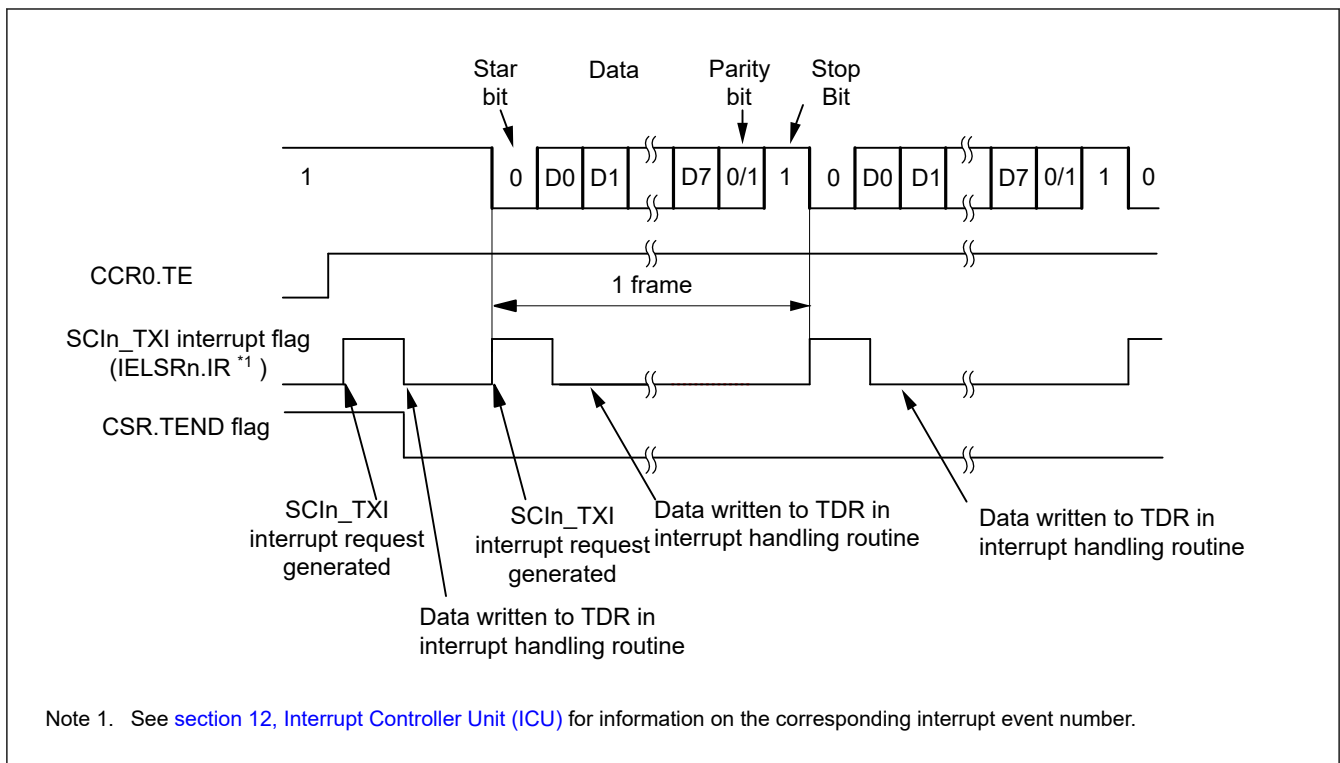 Star bit
Data
Parity bit
Stop Bit
1
0 D0 D1 D7 0/1 1 0 D0 D1 D7 0/1 1 0
CCR0.TE
1 frame
SCIn_TXI interrupt flag
(IELSRn.IR *1 )
CSR.TEND flag
SCIn_TXI
interrupt request
generated
SCIn_TXI
interrupt request
generated
Data written to TDR in
interrupt handling routine
Data written to TDR in
interrupt handling routine
Data written to TDR in
interrupt handling routine
Note 1. See section 12, Interrupt Controller Unit (ICU) for information on the corresponding interrupt event number.